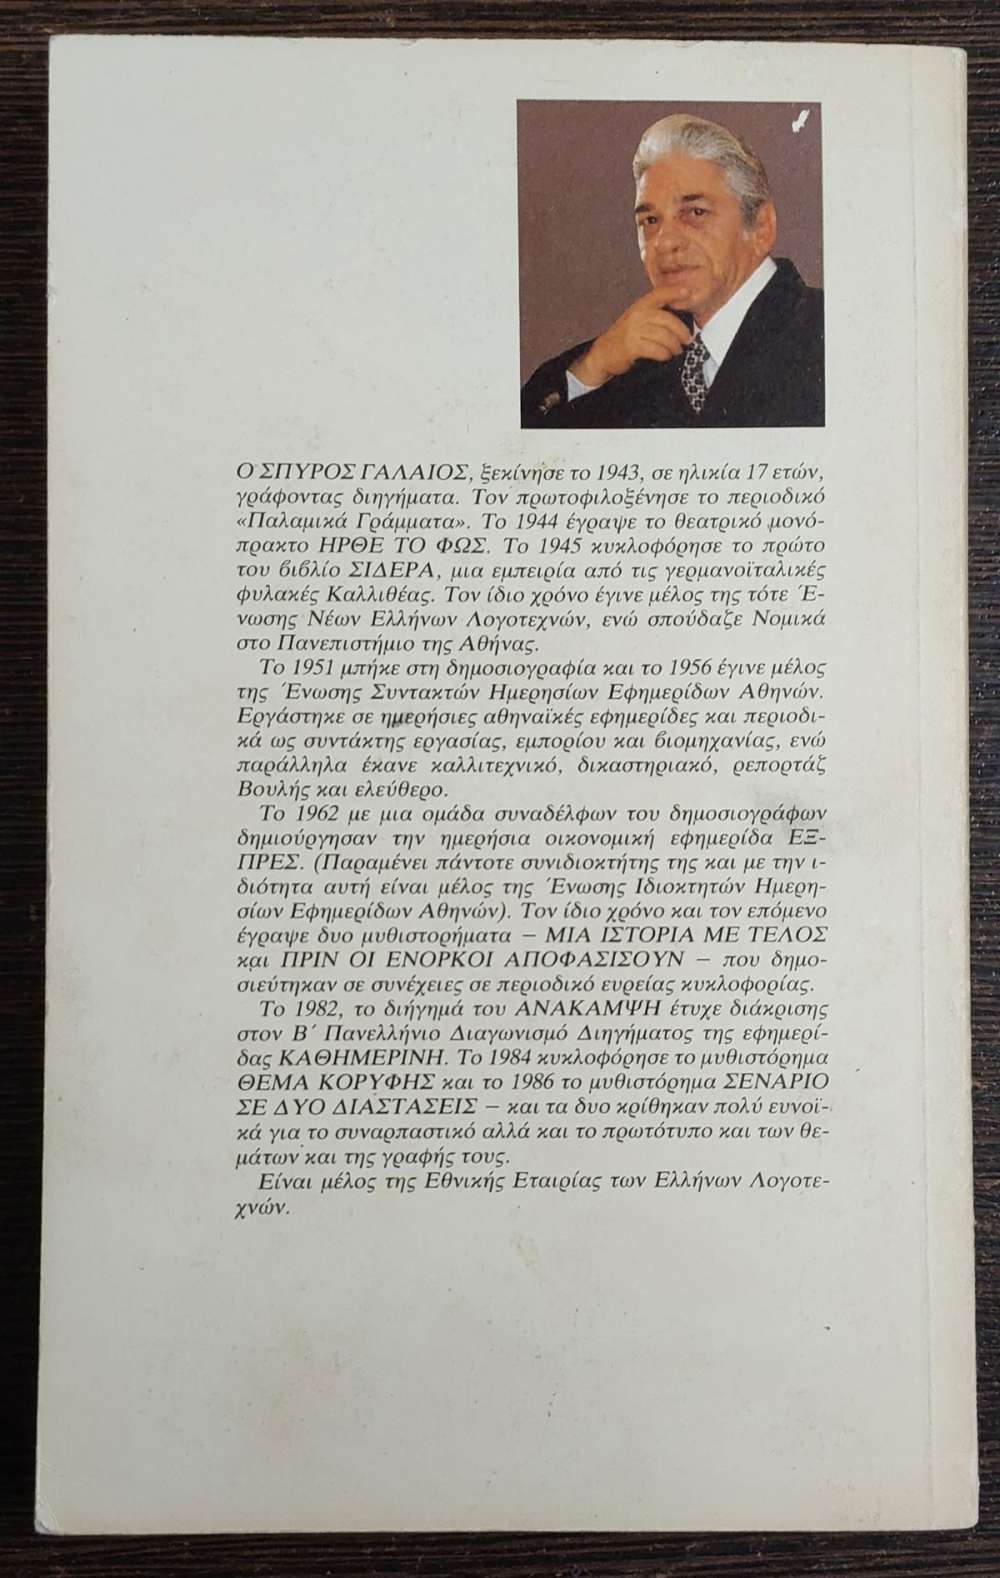 Ο ΣΠΥΡΟΣ ΓΑΛΑΙΟΣ, ξεκίνησε το 1943, σε ηλικία 17 ετών,
γράφοντας διηγήματα. Τον πρωτοφιλοξένησε το περιοδικό
«Παλαμικά Γράμματα». Το 1944 έγραψε το θεατρικό μονό-
πρακτο ΗΡΘΕ ΤΟ ΦΩΣ. Το 1945 κυκλοφόρησε το πρώτο
του βιβλίο ΣΙΔΕΡΑ, μια εμπειρία από τις γερμανοϊταλικές
φυλακές Καλλιθέας. Τον ίδιο χρόνο έγινε μέλος της τότε Έ-
νωσης Νέων Ελλήνων Λογοτεχνών, ενώ σπούδαζε Νομικά
στο Πανεπιστήμιο της Αθήνας.
Το 1951 μπήκε στη δημοσιογραφία και το 1956 έγινε μέλος
της Ένωσης Συντακτών Ημερησίων Εφημερίδων Αθηνών.
Εργάστηκε σε ημερήσιες αθηναϊκές εφημερίδες και περιοδι-
κά ως συντάκτης εργασίας, εμπορίου και βιομηχανίας, ενώ
παράλληλα έκανε καλλιτεχνικό, δικαστηριακό, ρεπορτάζ
Βουλής και ελεύθερο.
Το 1962 με μια ομάδα συναδέλφων του δημοσιογράφων
δημιούργησαν την ημερήσια οικονομική εφημερίδα ΕΞ-
ΠΡΕΣ. (Παραμένει πάντοτε συνιδιοκτήτης της και με την ι-
διότητα αυτή είναι μέλος της Ένωσης Ιδιοκτητών Ημερη-
σίων Εφημερίδων Αθηνών). Τον ίδιο χρόνο και τον επόμενο
έγραψε δυο μυθιστορήματα – ΜΙΑ ΙΣΤΟΡΙΑ ΜΕ ΤΕΛΟΣ
και ΠΡΙΝ ΟΙ ΕΝΟΡΚΟΙ ΑΠΟΦΑΣΙΣΟΥΝ – που δημο-
σιεύτηκαν σε συνέχειες σε περιοδικό ευρείας κυκλοφορίας.
Το 1982, το διήγημά του ΑΝΑΚΑΜΨΗ έτυχε διάκρισης
στον Β΄ Πανελλήνιο Διαγωνισμό Διηγήματος της εφημερί-
δας ΚΑΘΗΜΕΡΙΝΗ. Το 1984 κυκλοφόρησε το μυθιστόρημα
ΘΕΜΑ ΚΟΡΥΦΗΣ και το 1986 το μυθιστόρημα ΣΕΝΑΡΙΟ
ΣΕ ΔΥΟ ΔΙΑΣΤΑΣΕΙΣ – και τα δυο κρίθηκαν πολύ ευνοϊ-
κά για το συναρπαστικό αλλά και το πρωτότυπο και των θε-
μάτων και της γραφής τους.
Είναι μέλος της Εθνικής Εταιρίας των Ελλήνων Λογοτε-
χνών.